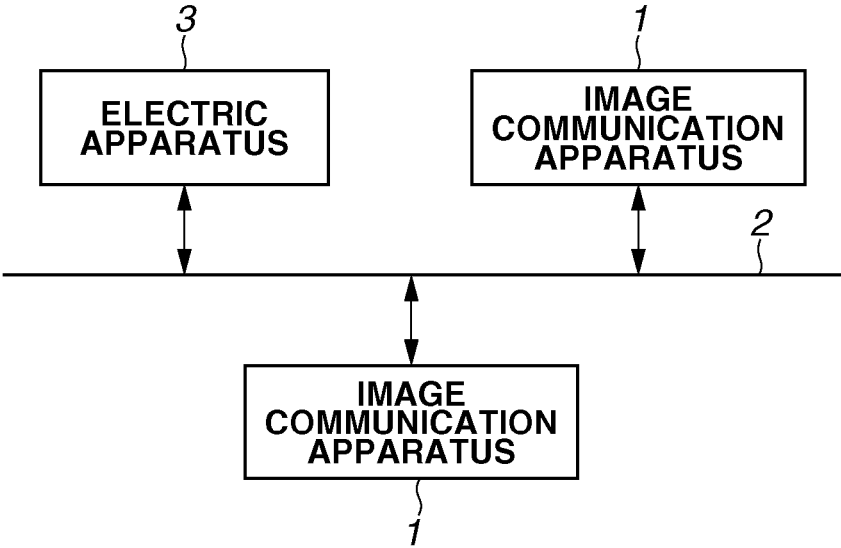 3
1
ELECTRIC
APPARATUS
IMAGE
COMMUNICATION
APPARATUS
2
IMAGE
COMMUNICATION
APPARATUS
1